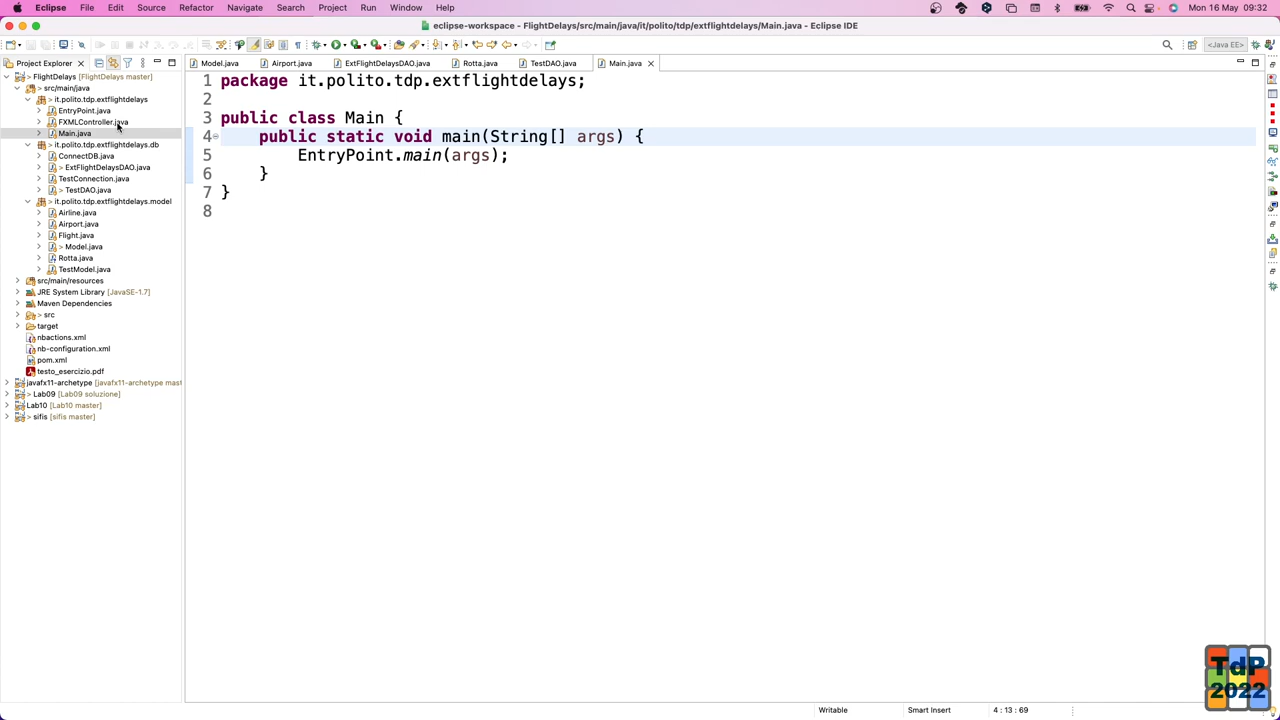 Eclipse File Edit Source Refactor Navigate Search Project Run Window Help
Mon 16 May 09:32
eclipse-workspace - FlightDelays/src/main/java/it/polito/tdp/extflightdelays/Main.java - Eclipse IDE
<Java EE>
Project Explorer
Model.java Airport.java ExtFlightDelaysDAO.java Rotta.java TestDAO.java Main.java
> FlightDelays [FlightDelays master]
> src/main/java
> it.polito.tdp.extflightdelays
EntryPoint.java
FXMLController.java
Main.java
> it.polito.tdp.extflightdelays.db
ConnectDB.java
> ExtFlightDelaysDAO.java
TestConnection.java
> TestDAO.java
> it.polito.tdp.extflightdelays.model
Airline.java
Airport.java
Flight.java
> Model.java
Rotta.java
TestModel.java
src/main/resources
JRE System Library [JavaSE-1.7]
Maven Dependencies
> src
target
nbactions.xml
nb-configuration.xml
pom.xml
testo_esercizio.pdf
javafx11-archetype [javafx11-archetype mast
> Lab09 [Lab09 soluzione]
Lab10 [Lab10 master]
> sifis [sifis master]
1 package it.polito.tdp.extflightdelays;
2
3 public class Main {
4 public static void main(String[] args) {
5 EntryPoint.main(args);
6 }
7 }
8
Writable Smart Insert 4 : 13 : 69
TdP
2022